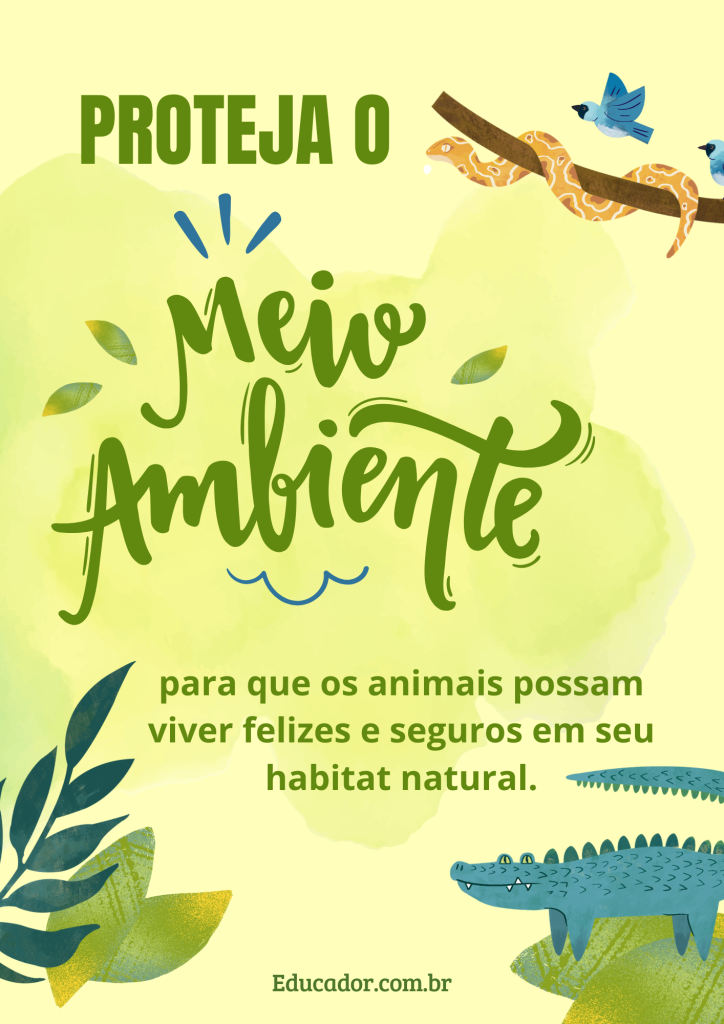 PROTEJA O
Meio
Ambiente
para que os animais possam
viver felizes e seguros em seu
habitat natural.
Educador.com.br